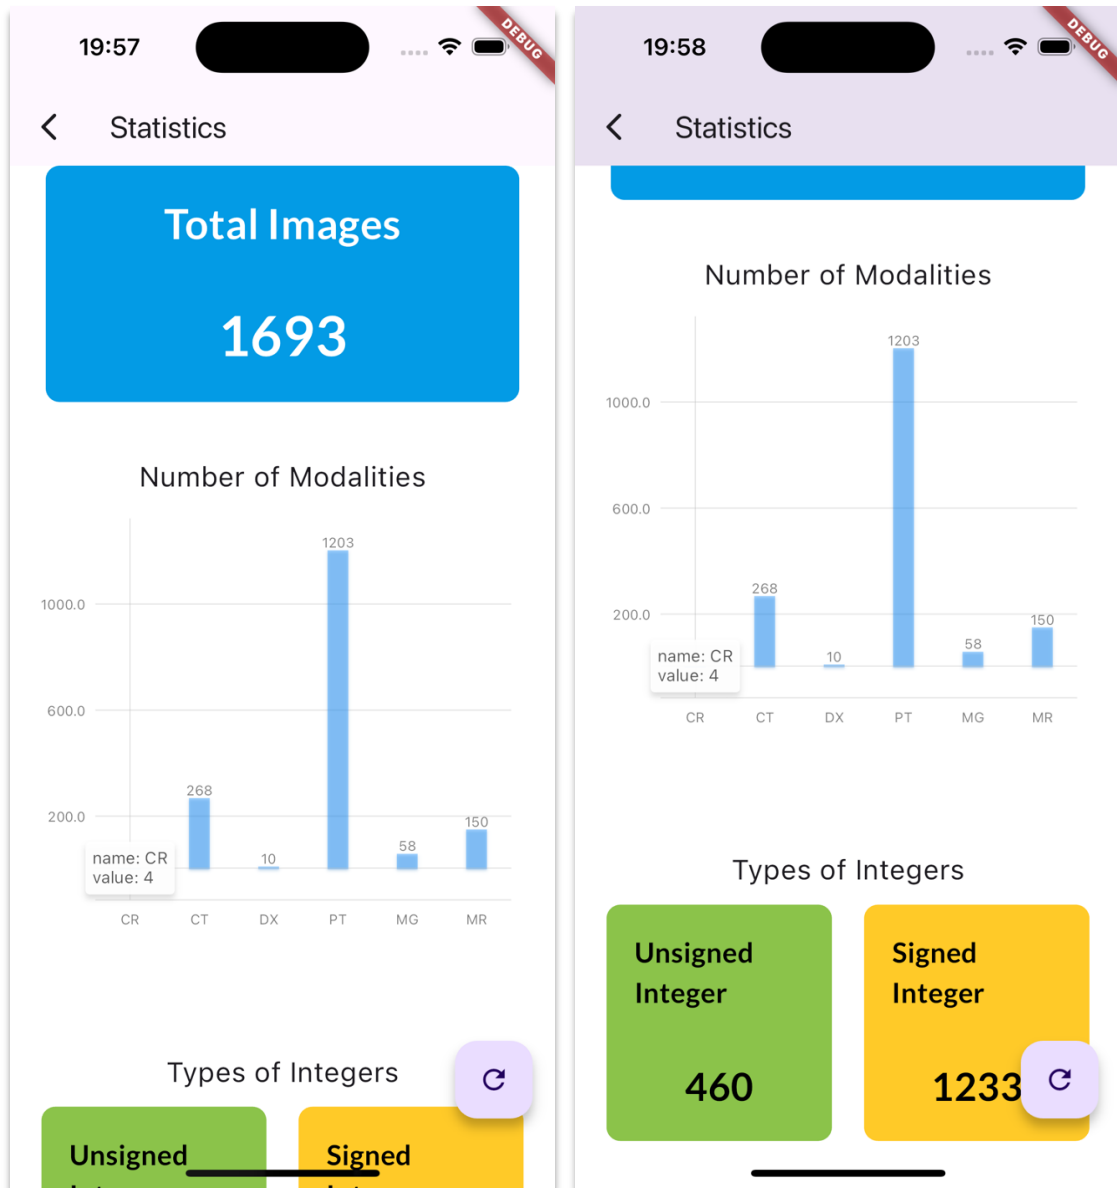 19:57
DEBUG
Statistics
Total Images
1693
Number of Modalities
1203
1000.0
600.0
268
200.0
150
58
10
name: CR
value: 4
CR CT DX PT MG MR
Types of Integers
Unsigned
Signed
19:58
DEBUG
Statistics
Number of Modalities
1203
1000.0
600.0
268
200.0
150
58
10
name: CR
value: 4
CR CT DX PT MG MR
Types of Integers
Unsigned
Integer
460
Signed
Integer
1233